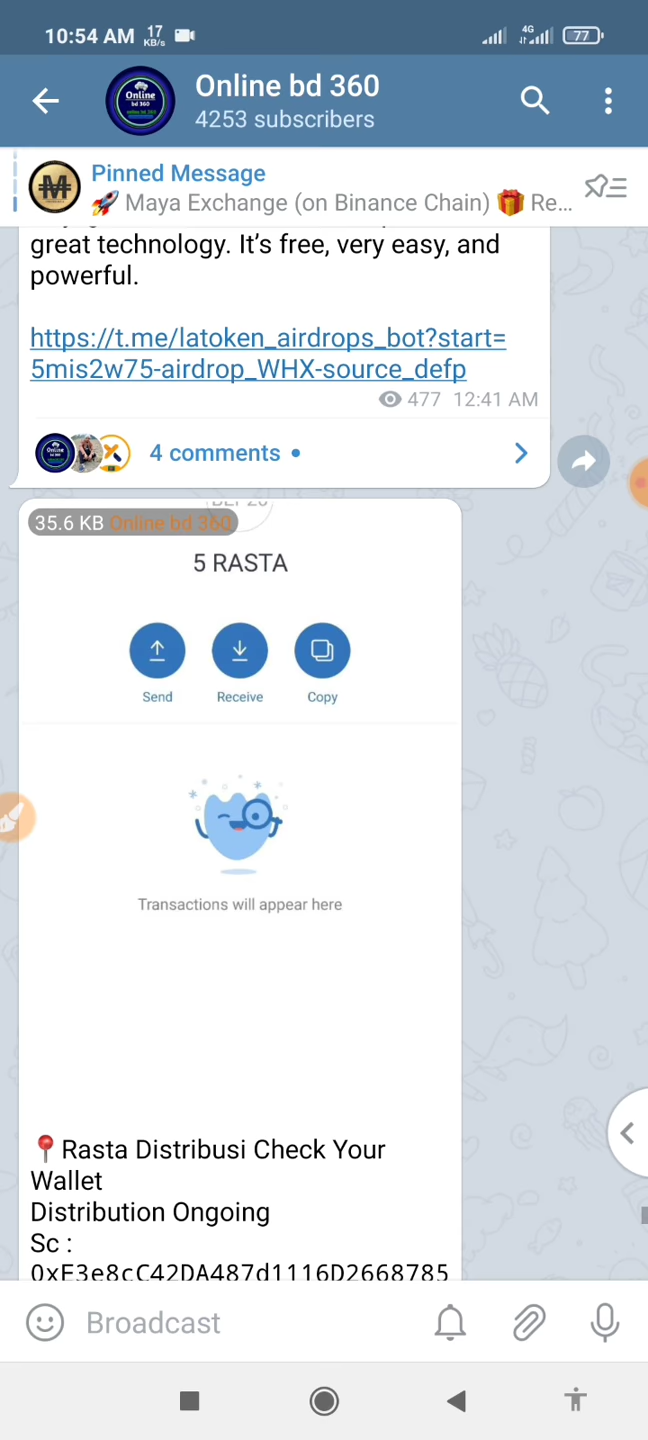 10:54 AM 17 KB/s 4G 77
Online bd 360
4253 subscribers
Pinned Message
🚀 Maya Exchange (on Binance Chain) 🎁 Re...
great technology. It's free, very easy, and
powerful.
https://t.me/latoken_airdrops_bot?start=
5mis2w75-airdrop_WHX-source_defp
477 12:41 AM
4 comments
35.6 KB Online bd 360
5 RASTA
Send Receive Copy
Transactions will appear here
📍Rasta Distribusi Check Your
Wallet
Distribution Ongoing
Sc :
0xE3e8cC42DA487d1116D2668785
Broadcast